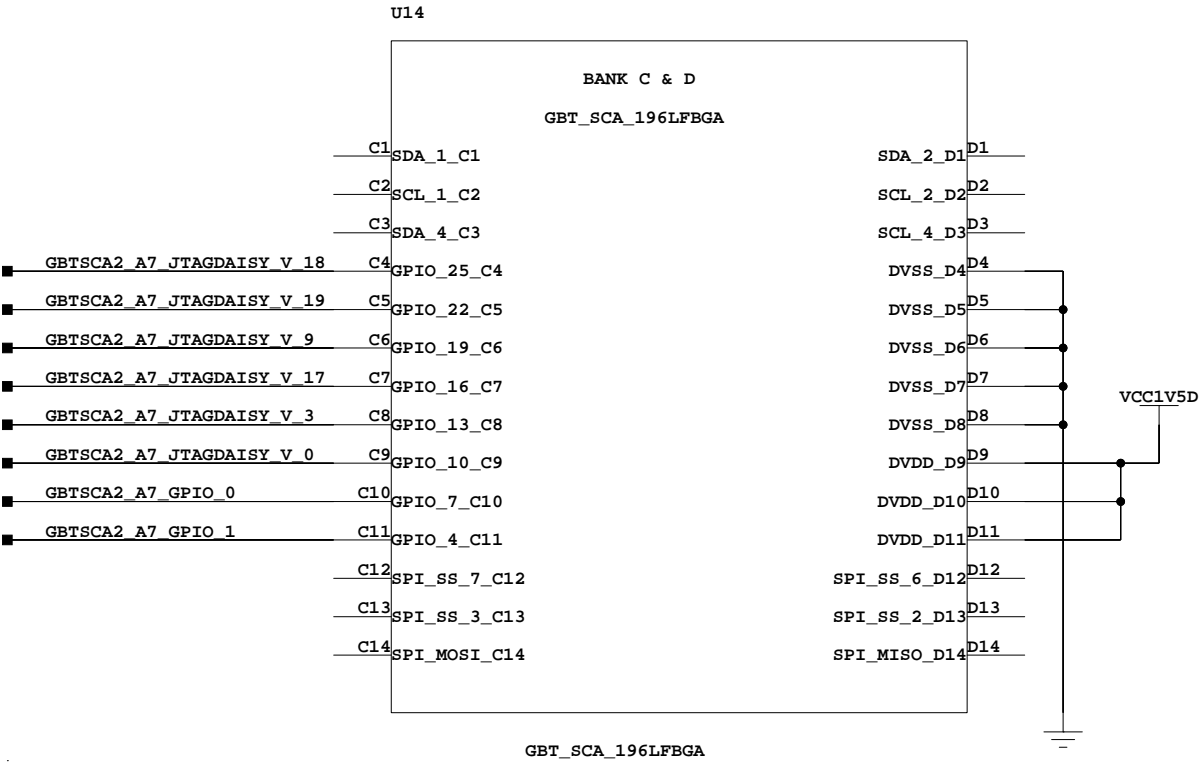 U14
BANK C & D
GBT_SCA_196LFBGA
C1 SDA_1_C1 SDA_2_D1 D1
C2 SCL_1_C2 SCL_2_D2 D2
C3 SDA_4_C3 SCL_4_D3 D3
GBTSCA2_A7_JTAGDAISY_V_18 C4 GPIO_25_C4 DVSS_D4 D4
GBTSCA2_A7_JTAGDAISY_V_19 C5 GPIO_22_C5 DVSS_D5 D5
GBTSCA2_A7_JTAGDAISY_V_9 C6 GPIO_19_C6 DVSS_D6 D6
GBTSCA2_A7_JTAGDAISY_V_17 C7 GPIO_16_C7 DVSS_D7 D7
VCC1V5D
GBTSCA2_A7_JTAGDAISY_V_3 C8 GPIO_13_C8 DVSS_D8 D8
GBTSCA2_A7_JTAGDAISY_V_0 C9 GPIO_10_C9 DVDD_D9 D9
GBTSCA2_A7_GPIO_0 C10 GPIO_7_C10 DVDD_D10 D10
GBTSCA2_A7_GPIO_1 C11 GPIO_4_C11 DVDD_D11 D11
C12 SPI_SS_7_C12 SPI_SS_6_D12 D12
C13 SPI_SS_3_C13 SPI_SS_2_D13 D13
C14 SPI_MOSI_C14 SPI_MISO_D14 D14
GBT_SCA_196LFBGA